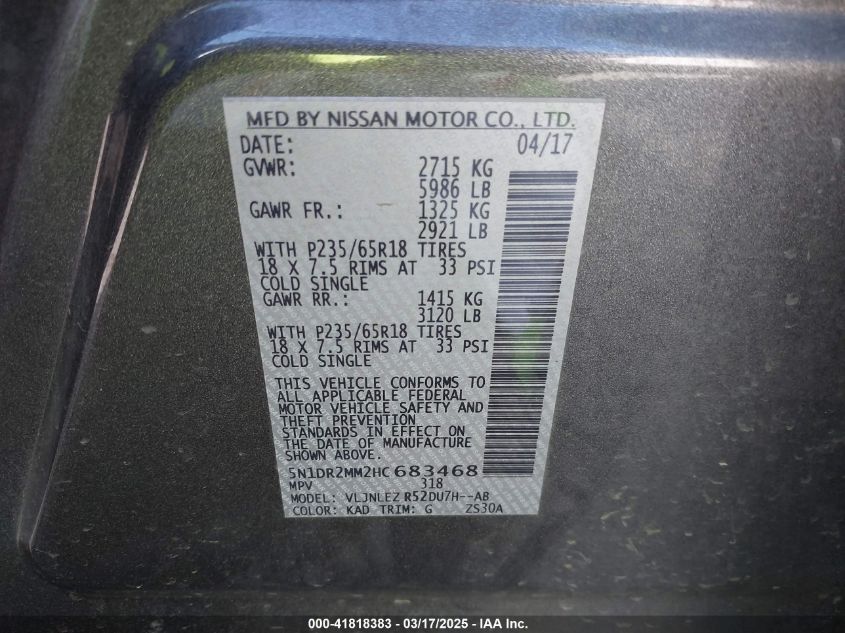 MFD BY NISSAN MOTOR CO., LTD.
DATE: 04/17
GVWR: 2715 KG
5986 LB
GAWR FR.: 1325 KG
2921 LB
WITH P235/65R18 TIRES
18 X 7.5 RIMS AT 33 PSI
COLD SINGLE
GAWR RR.: 1415 KG
3120 LB
WITH P235/65R18 TIRES
18 X 7.5 RIMS AT 33 PSI
COLD SINGLE
THIS VEHICLE CONFORMS TO
ALL APPLICABLE FEDERAL
MOTOR VEHICLE SAFETY AND
THEFT PREVENTION
STANDARDS IN EFFECT ON
THE DATE OF MANUFACTURE
SHOWN ABOVE.
5N1DR2MM2HC683468
MPV 318
MODEL: VLJNLEZ R52DU7H--AB
COLOR: KAD TRIM: G ZS30A
000-41818383 — 03/17/2025 — IAA Inc.